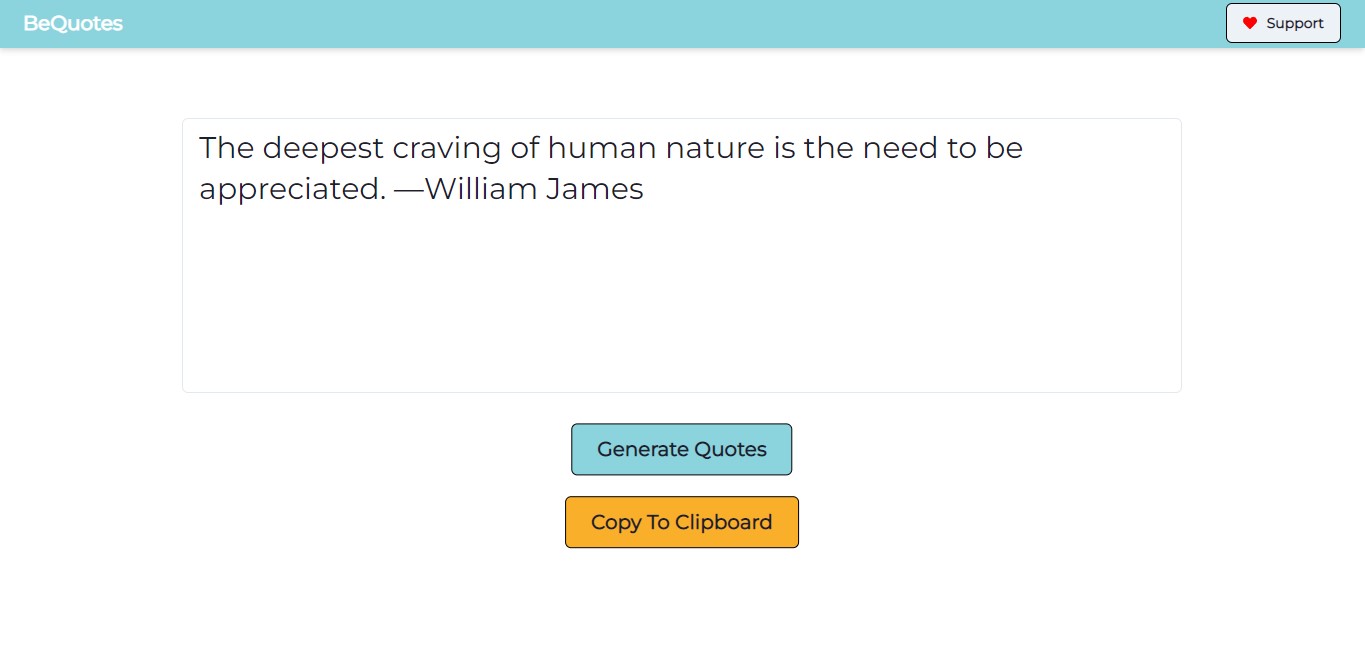 BeQuotes
Support
The deepest craving of human nature is the need to be
appreciated. —William James
Generate Quotes
Copy To Clipboard